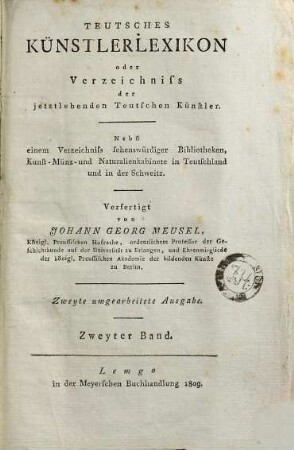 TEUTSCHES
KÜNSTLERLEXIKON
oder
Verzeichniſs
der
jetztlebenden Teutſchen Künſtler.
Nebſt
einem Verzeichniſs ſehenswürdiger Bibliotheken,
Kunſt-Münz-und Naturalienkabinete in Teutſchland
und in der Schweitz.
Verfertigt
von
JOHANN GEORG MEUSEL,
Königl. Preuſſiſchen Hofrathe, ordentlichem Profeſſor der Ge-
ſchichtkunde auf der Univerſität zu Erlangen, und Ehrenmitgliede
der Königl. Preuſſiſchen Akademie der bildenden Künſte
zu Berlin.
Zweyte umgearbeitete Ausgabe.
Zweyter Band.
Lemgo
in der Meyerſchen Buchhandlung 1809.